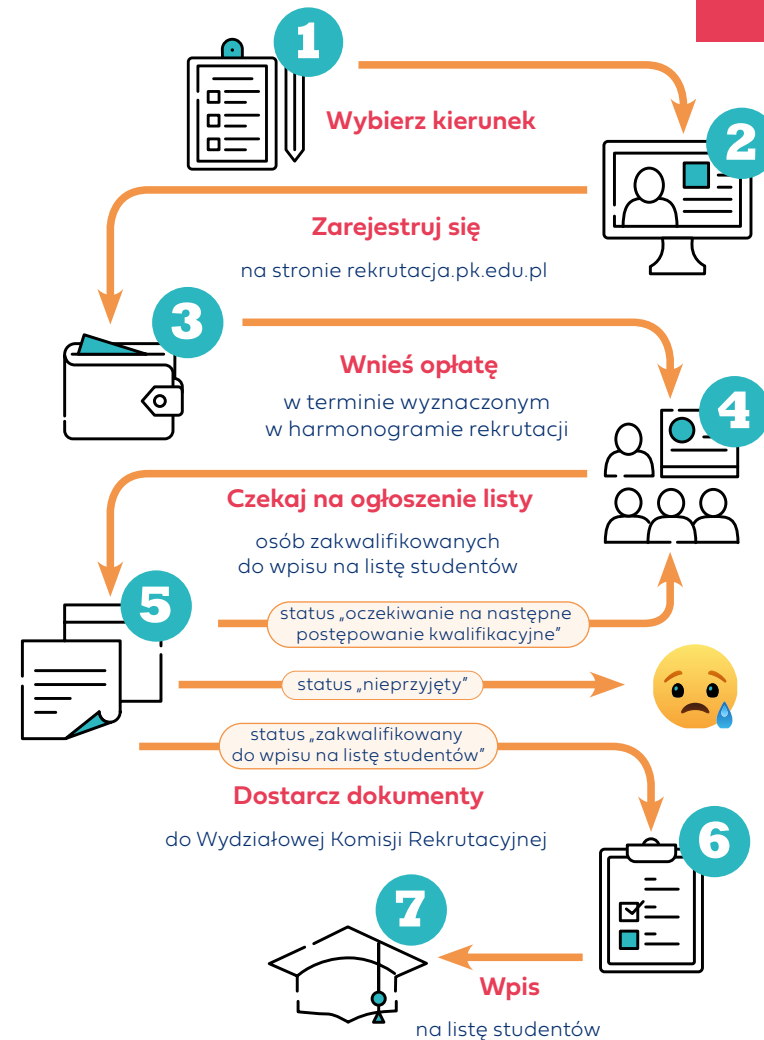 1
Wybierz kierunek
2
Zarejestruj się
na stronie rekrutacja.pk.edu.pl
3
Wnieś opłatę
w terminie wyznaczonym
w harmonogramie rekrutacji
4
Czekaj na ogłoszenie listy
osób zakwalifikowanych
do wpisu na listę studentów
5
status „oczekiwanie na następne
postępowanie kwalifikacyjne”
status „nieprzyjęty”
status „zakwalifikowany
do wpisu na listę studentów”
Dostarcz dokumenty
do Wydziałowej Komisji Rekrutacyjnej
6
7
Wpis
na listę studentów